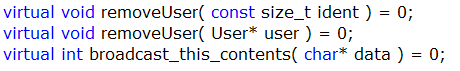 virtual void removeUser( const size_t ident ) = 0;
virtual void removeUser( User* user ) = 0;
virtual int broadcast_this_contents( char* data ) = 0;